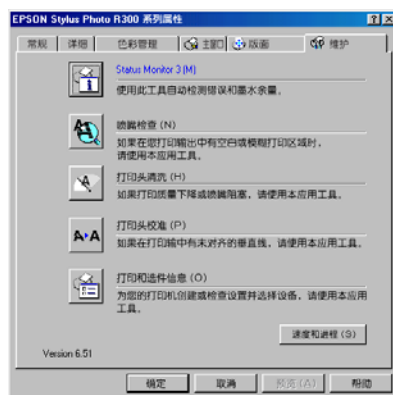 EPSON Stylus Photo R300 系列属性
常规 详细 色彩管理 主窗口 版面 维护
Status Monitor 3 (M)
使用此工具自动检测错误和墨水余量。
喷嘴检查 (N)
如果在您打印输出中有空白或模糊打印区域时，
请使用本应用工具。
打印头清洗 (H)
如果打印质量下降或喷嘴阻塞，请使用本应用工具。
打印头校准 (P)
如果在打印输中有未对齐的垂直线，请使用本应用工具。
打印和选件信息 (O)
为您的打印机创建或检查设置并选择设备，请使用本应用
工具。
速度和进程 (S)
Version 6.51
确定 取消 预览 (A) 帮助